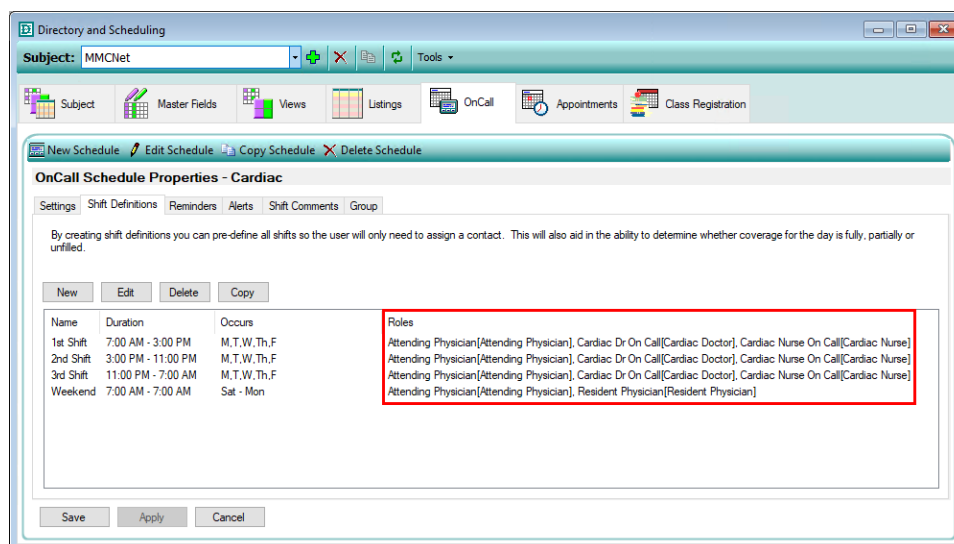 Directory and Scheduling
Subject: MMCNet Tools
Subject Master Fields Views Listings OnCall Appointments Class Registration
New Schedule Edit Schedule Copy Schedule Delete Schedule
OnCall Schedule Properties - Cardiac
Settings Shift Definitions Reminders Alerts Shift Comments Group
By creating shift definitions you can pre-define all shifts so the user will only need to assign a contact. This will also aid in the ability to determine whether coverage for the day is fully, partially or
unfilled.
New Edit Delete Copy
Name Duration Occurs Roles
1st Shift 7:00 AM - 3:00 PM M,T,W,Th,F Attending Physician[Attending Physician], Cardiac Dr On Call[Cardiac Doctor], Cardiac Nurse On Call[Cardiac Nurse]
2nd Shift 3:00 PM - 11:00 PM M,T,W,Th,F Attending Physician[Attending Physician], Cardiac Dr On Call[Cardiac Doctor], Cardiac Nurse On Call[Cardiac Nurse]
3rd Shift 11:00 PM - 7:00 AM M,T,W,Th,F Attending Physician[Attending Physician], Cardiac Dr On Call[Cardiac Doctor], Cardiac Nurse On Call[Cardiac Nurse]
Weekend 7:00 AM - 7:00 AM Sat - Mon Attending Physician[Attending Physician], Resident Physician[Resident Physician]
Save Apply Cancel